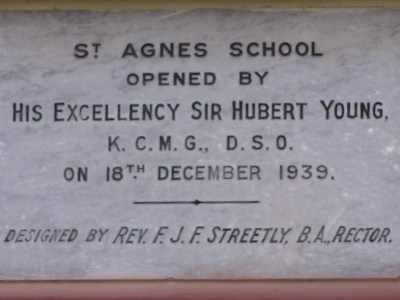 ST AGNES SCHOOL
OPENED BY
HIS EXCELLENCY SIR HUBERT YOUNG,
K.C.M.G., D.S.O.
ON 18TH DECEMBER 1939.
DESIGNED BY REV. F.J.F. STREETLY, B.A., RECTOR.